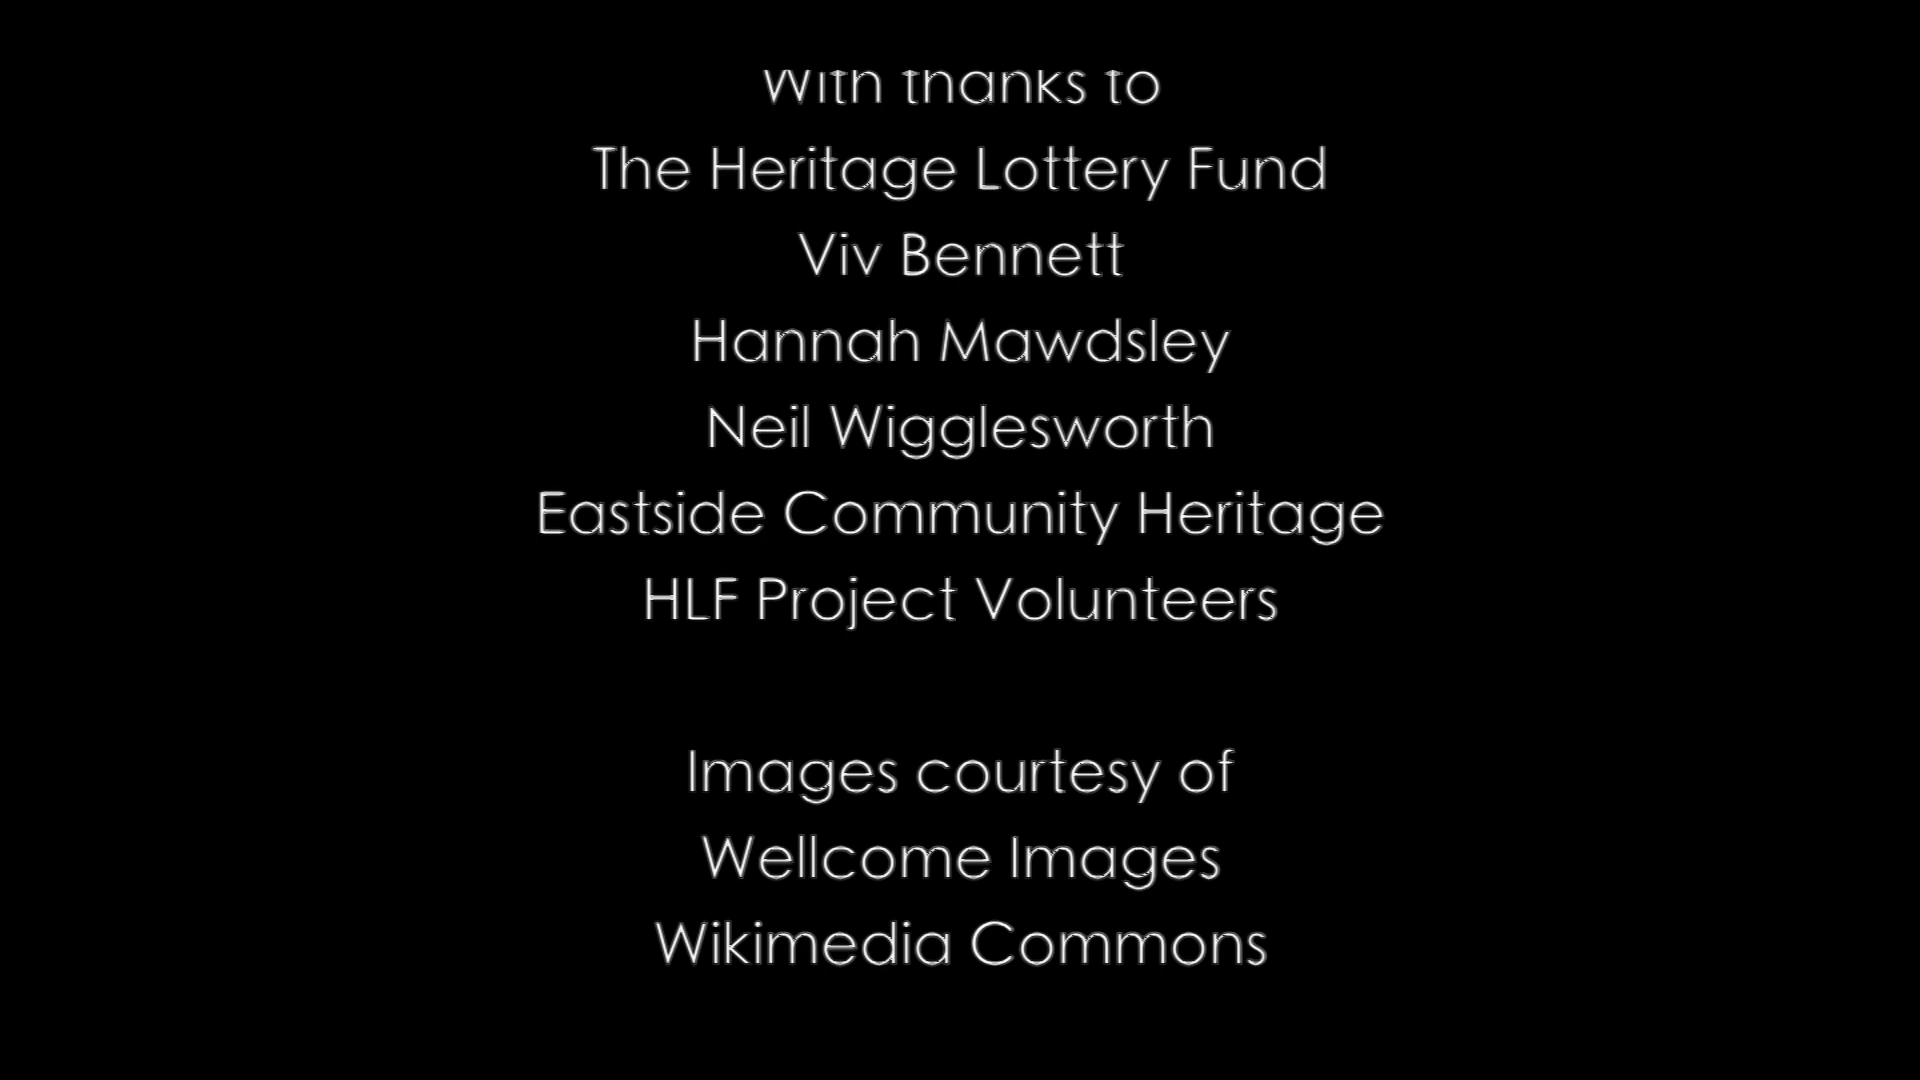 With thanks to
The Heritage Lottery Fund
Viv Bennett
Hannah Mawdsley
Neil Wigglesworth
Eastside Community Heritage
HLF Project Volunteers
Images courtesy of
Wellcome Images
Wikimedia Commons